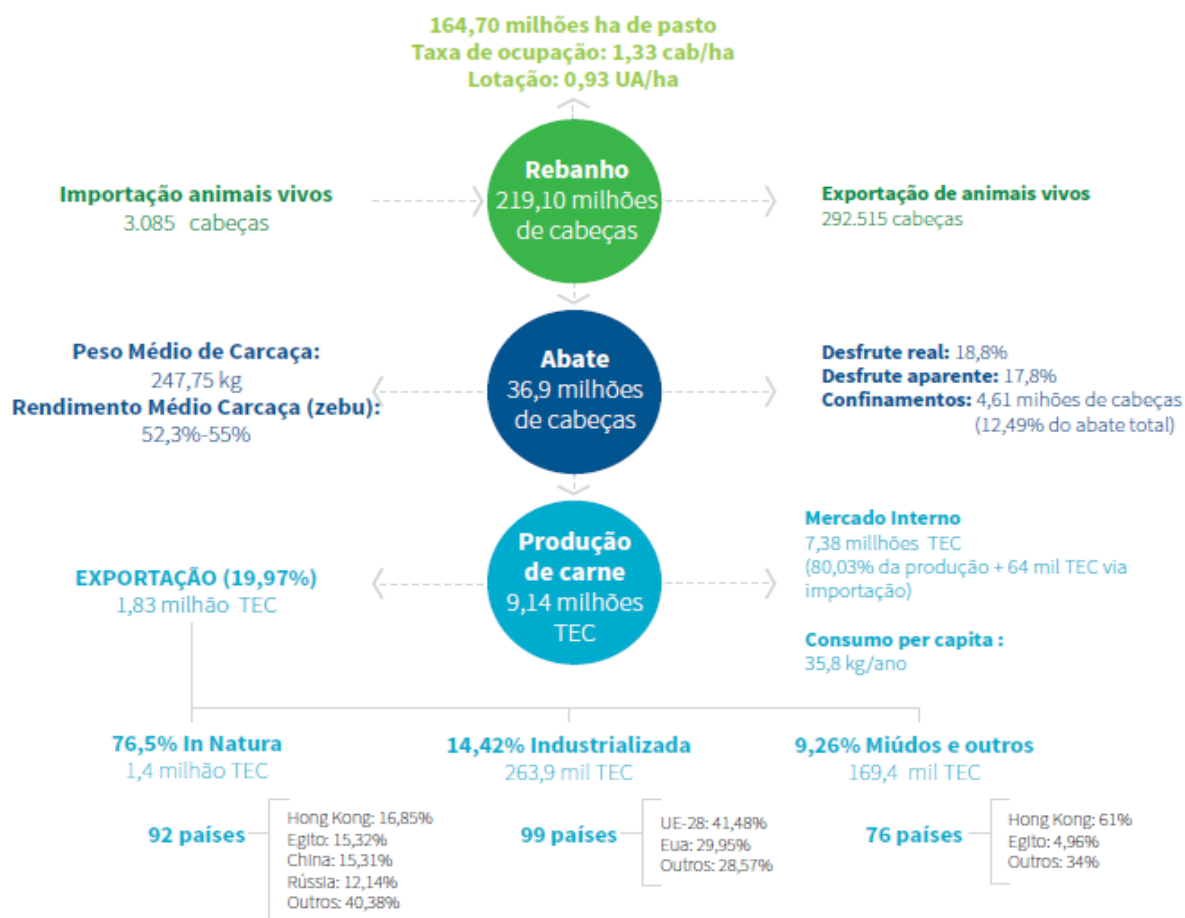 164,70 milhões ha de pasto
Taxa de ocupação: 1,33 cab/ha
Lotação: 0,93 UA/ha
Importação animais vivos
3.085 cabeças
Rebanho
219,10 milhões
de cabeças
Exportação de animais vivos
292.515 cabeças
Peso Médio de Carcaça:
247,75 kg
Rendimento Médio Carcaça (zebu):
52,3%-55%
Abate
36,9 milhões
de cabeças
Desfrute real: 18,8%
Desfrute aparente: 17,8%
Confinamentos: 4,61 mihões de cabeças
(12,49% do abate total)
EXPORTAÇÃO (19,97%)
1,83 milhão TEC
Produção
de carne
9,14 milhões
TEC
Mercado Interno
7,38 millhões TEC
(80,03% da produção + 64 mil TEC via
importação)
Consumo per capita :
35,8 kg/ano
76,5% In Natura
1,4 milhão TEC
14,42% Industrializada
263,9 mil TEC
9,26% Miúdos e outros
169,4 mil TEC
92 países
Hong Kong: 16,85%
Egito: 15,32%
China: 15,31%
Rússia: 12,14%
Outros: 40,38%
99 países
UE-28: 41,48%
Eua: 29,95%
Outros: 28,57%
76 países
Hong Kong: 61%
Egito: 4,96%
Outros: 34%